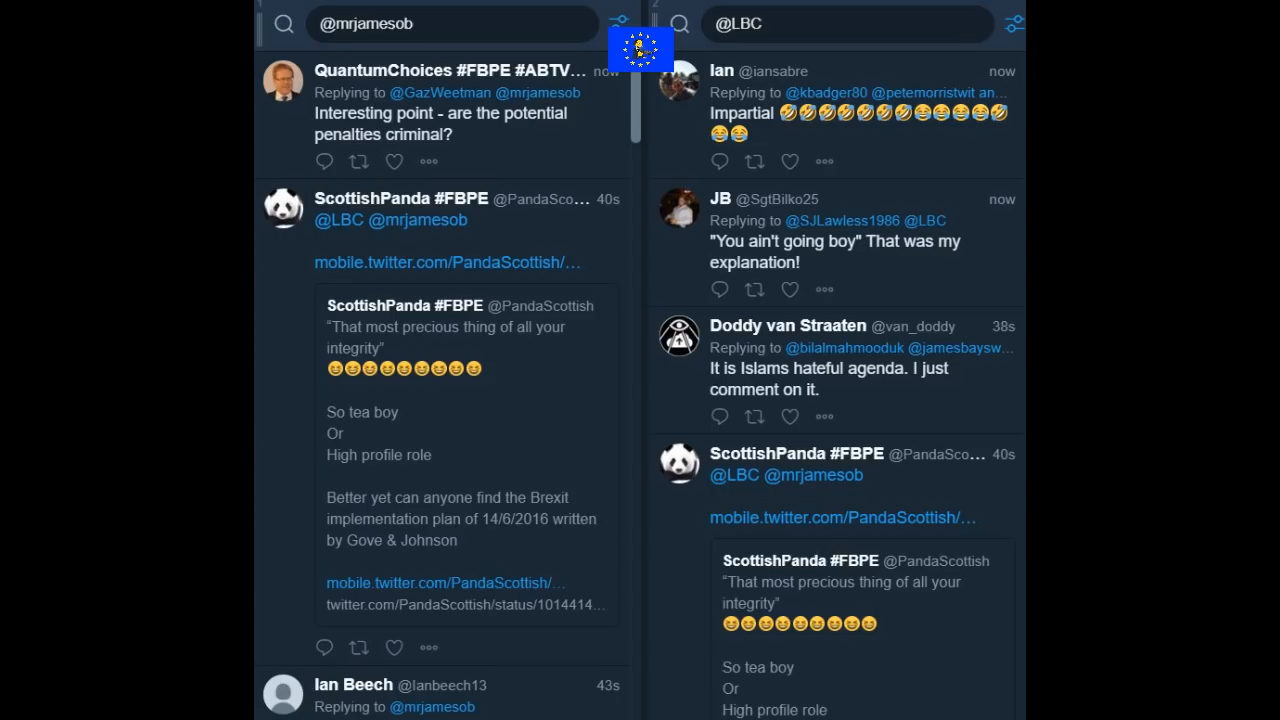 1
@mrjamesob
QuantumChoices #FBPE #ABTV… now
Replying to @GazWeetman @mrjamesob
Interesting point - are the potential
penalties criminal?
ScottishPanda #FBPE @PandaSco… 40s
@LBC @mrjamesob
mobile.twitter.com/PandaScottish/…
ScottishPanda #FBPE @PandaScottish
“That most precious thing of all your
integrity”
😆😆😆😆😆😆😆😆😆
So tea boy
Or
High profile role
Better yet can anyone find the Brexit
implementation plan of 14/6/2016 written
by Gove & Johnson
mobile.twitter.com/PandaScottish/…
twitter.com/PandaScottish/status/1014414…
Ian Beech @Ianbeech13 43s
Replying to @mrjamesob
2
@LBC
Ian @iansabre now
Replying to @kbadger80 @petemorristwit an…
Impartial 🤣🤣🤣🤣🤣🤣🤣😂😂😂😂🤣
😂😂
JB @SgtBilko25 now
Replying to @SJLawless1986 @LBC
"You ain't going boy" That was my
explanation!
Doddy van Straaten @van_doddy 38s
Replying to @bilalmahmooduk @jamesbaysw…
It is Islams hateful agenda. I just
comment on it.
ScottishPanda #FBPE @PandaSco… 40s
@LBC @mrjamesob
mobile.twitter.com/PandaScottish/…
ScottishPanda #FBPE @PandaScottish
“That most precious thing of all your
integrity”
😆😆😆😆😆😆😆😆😆
So tea boy
Or
High profile role